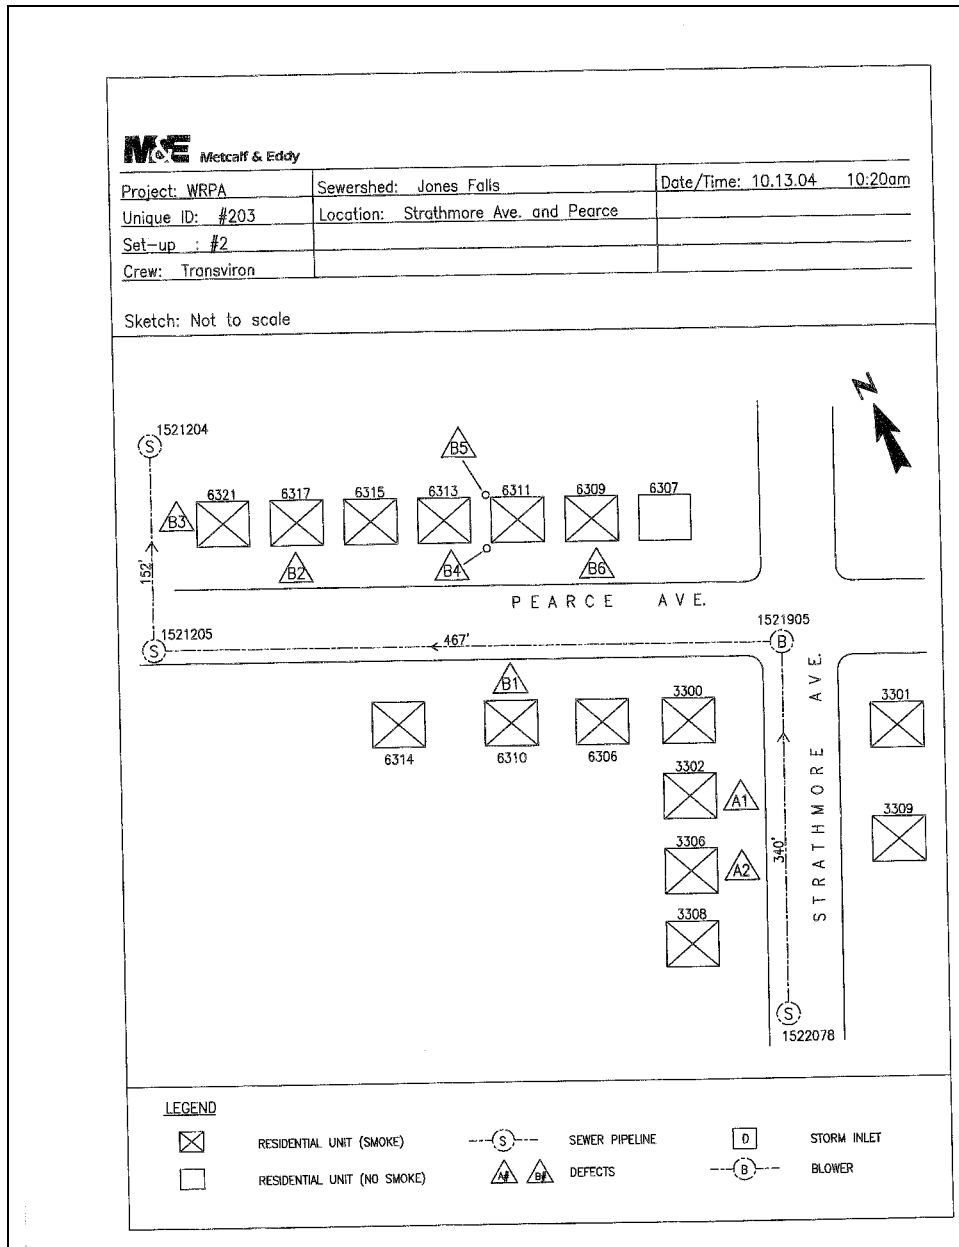 M&E Metcalf & Eddy
Project: WRPA Sewershed: Jones Falls Date/Time: 10.13.04 10:20am
Unique ID: #203 Location: Strathmore Ave. and Pearce
Set-up : #2
Crew: Transviron
Sketch: Not to scale
N
1521204
S
B5
6321 6317 6315 6313 6311 6309 6307
B3
B2 B4 B6
152'
PEARCE AVE.
1521205
S
467'
1521905
B
B1
6314 6310 6306 3300 3301
3302
A1
3306
A2
3308
3309
340'
STRATHMORE AVE.
S
1522078
LEGEND
RESIDENTIAL UNIT (SMOKE) S SEWER PIPELINE D STORM INLET
RESIDENTIAL UNIT (NO SMOKE) A# B# DEFECTS B BLOWER